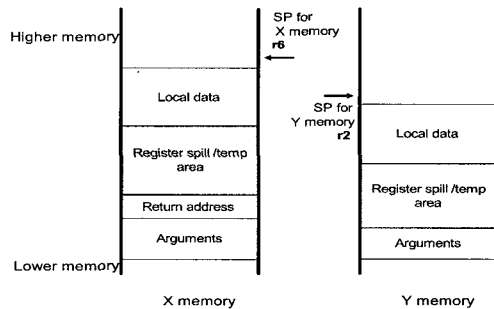 Higher memory
SP for
X memory
r6
Local data
Register spill /temp
area
Return address
Arguments
Lower memory
X memory
SP for
Y memory
r2
Local data
Register spill/temp
area
Arguments
Y memory